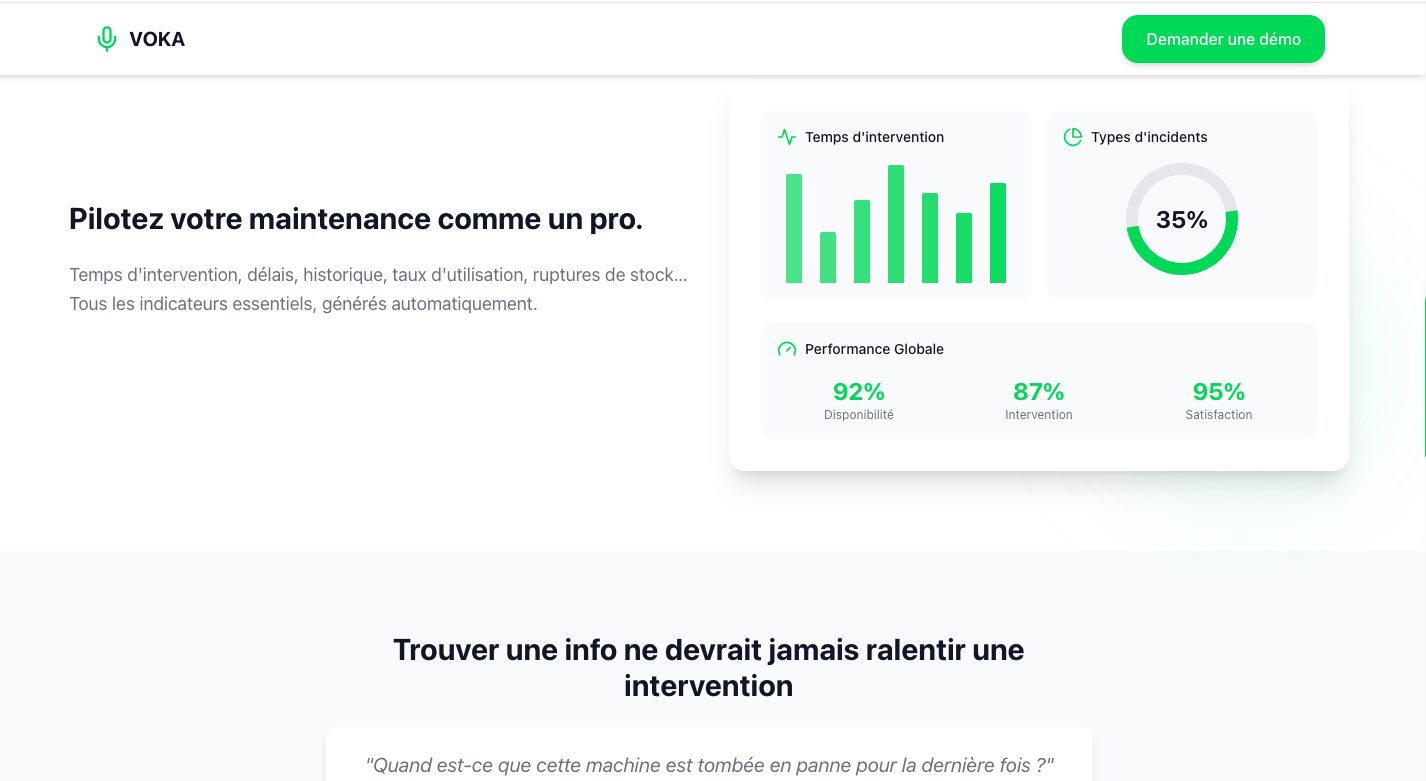 VOKA
Demander une démo
Pilotez votre maintenance comme un pro.
Temps d'intervention, délais, historique, taux d'utilisation, ruptures de stock...
Tous les indicateurs essentiels, générés automatiquement.
Temps d'intervention
Types d'incidents
35%
Performance Globale
92%
Disponibilité
87%
Intervention
95%
Satisfaction
Trouver une info ne devrait jamais ralentir une
intervention
"Quand est-ce que cette machine est tombée en panne pour la dernière fois ?"